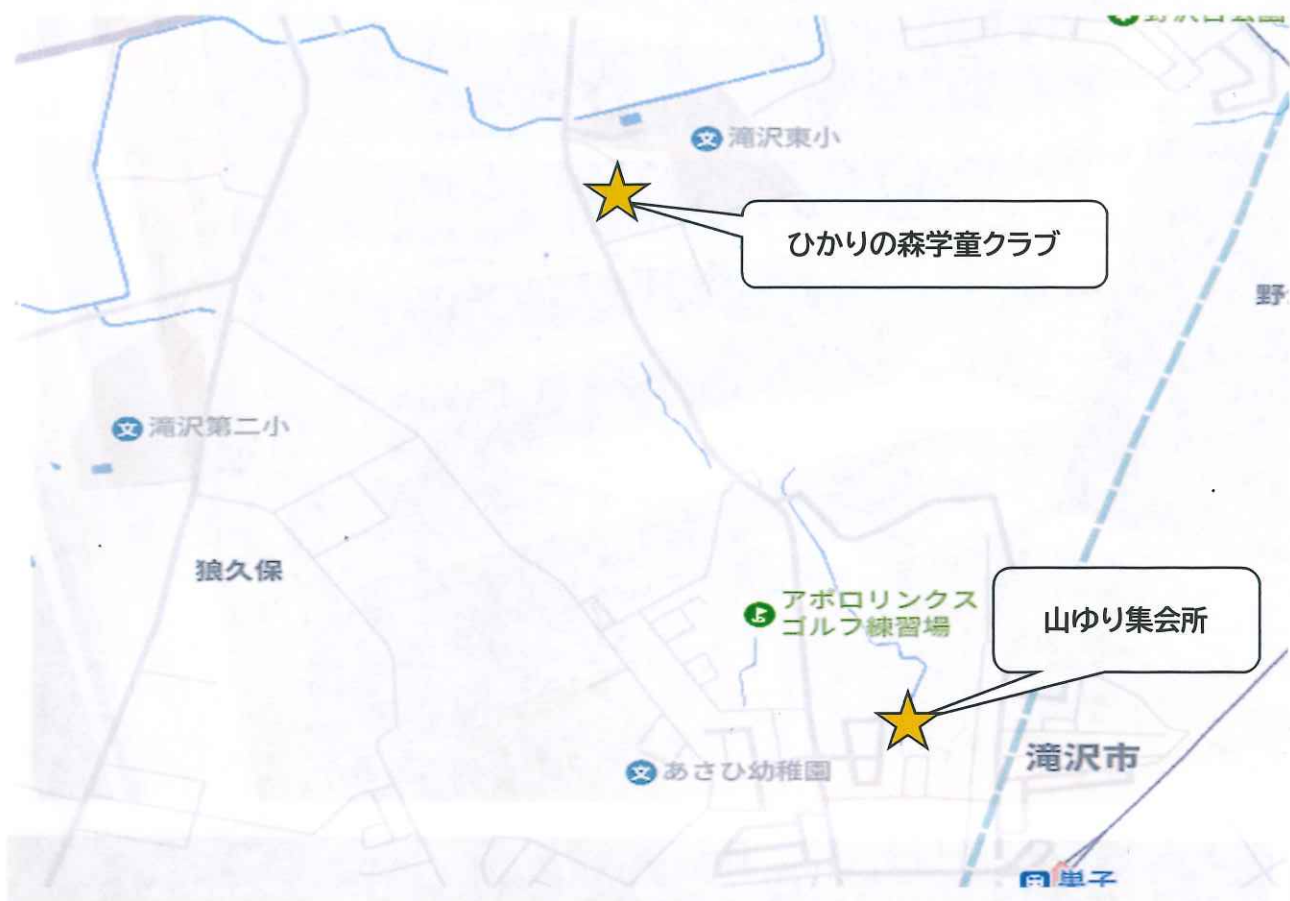 滝沢東小
ひかりの森学童クラブ
滝沢第二小
狼久保
アポロリンクス
ゴルフ練習場
山ゆり集会所
滝沢市
あさひ幼稚園
巣子